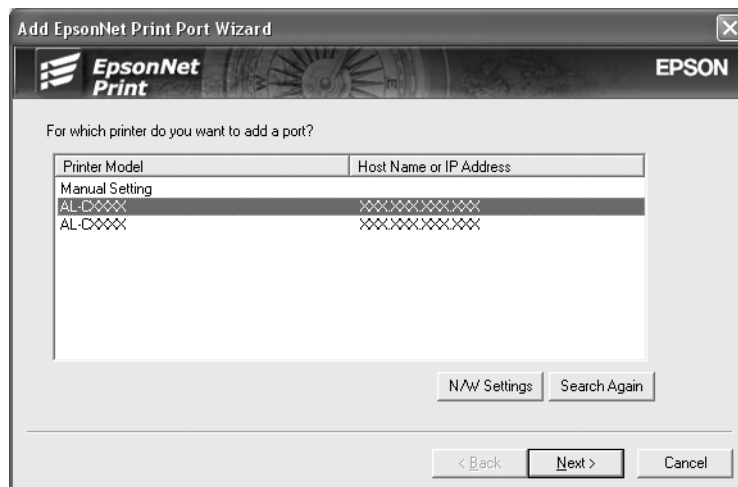 Add EpsonNet Print Port Wizard
EpsonNet
Print
EPSON
For which printer do you want to add a port?
Printer Model Host Name or IP Address
Manual Setting
AL-CXXXX XXX.XXX.XXX.XXX
AL-CXXXX XXX.XXX.XXX.XXX
N/W Settings Search Again
< Back Next > Cancel